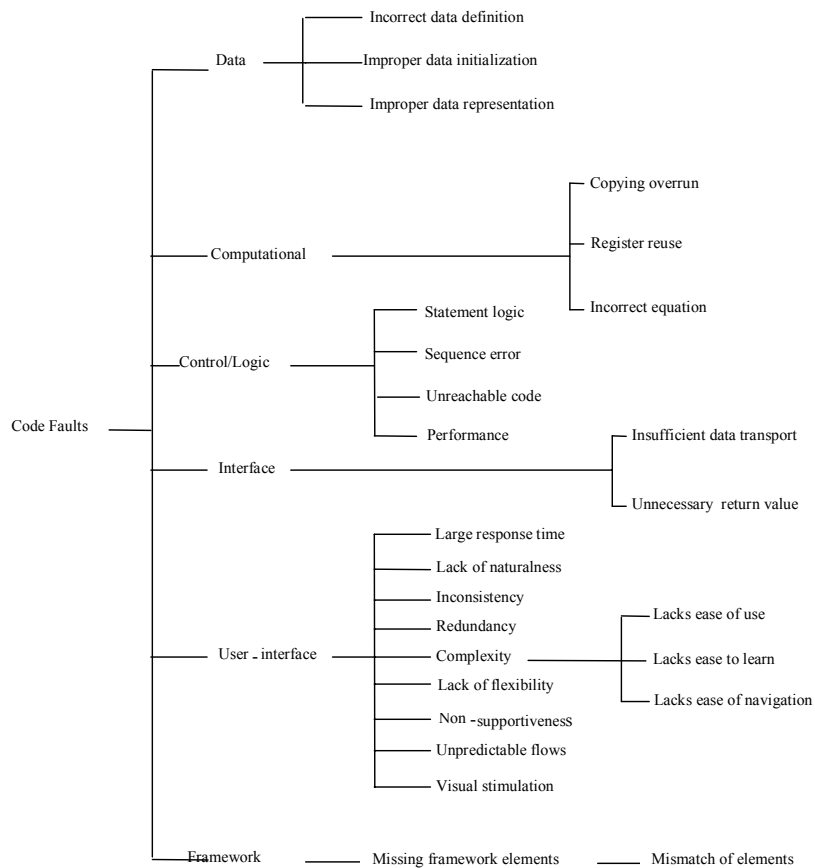 Incorrect data definition
Data
Improper data initialization
Improper data representation
Copying overrun
Computational
Register reuse
Incorrect equation
Statement logic
Control/Logic
Sequence error
Unreachable code
Code Faults
Performance
Insufficient data transport
Interface
Unnecessary return value
Large response time
Lack of naturalness
Inconsistency
Redundancy
Lacks ease of use
User - interface
Complexity
Lacks ease to learn
Lack of flexibility
Lacks ease of navigation
Non -supportiveness
Unpredictable flows
Visual stimulation
Framework
Missing framework elements
Mismatch of elements